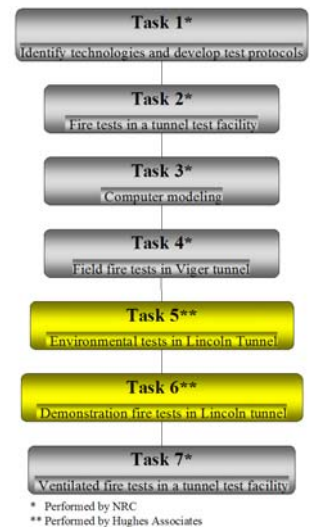 Task 1*
Identify technologies and develop test protocols
Task 2*
Fire tests in a tunnel test facility
Task 3*
Computer modeling
Task 4*
Field fire tests in Viger tunnel
Task 5**
Environmental tests in Lincoln Tunnel
Task 6**
Demonstration fire tests in Lincoln tunnel
Task 7*
Ventilated fire tests in a tunnel test facility
* Performed by NRC
** Performed by Hughes Associates